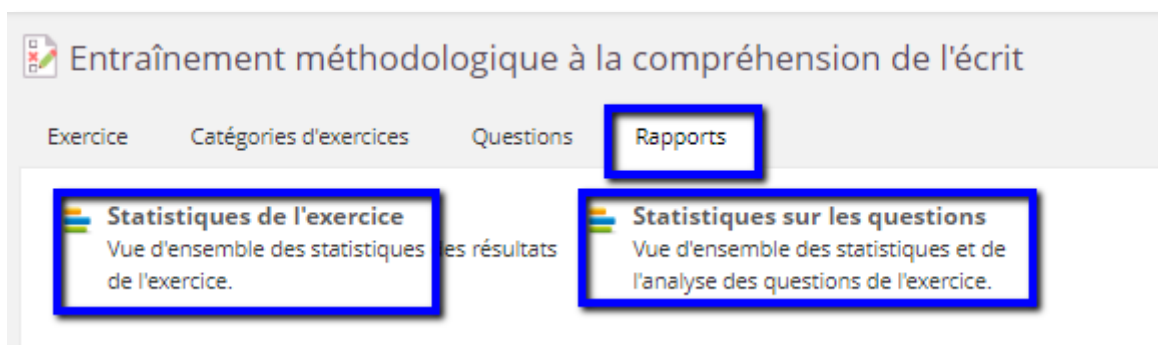 Entraînement méthodologique à la compréhension de l'écrit
Exercice Catégories d'exercices Questions Rapports
Statistiques de l'exercice
Vue d'ensemble des statistiques des résultats
de l'exercice.
Statistiques sur les questions
Vue d'ensemble des statistiques et de
l'analyse des questions de l'exercice.